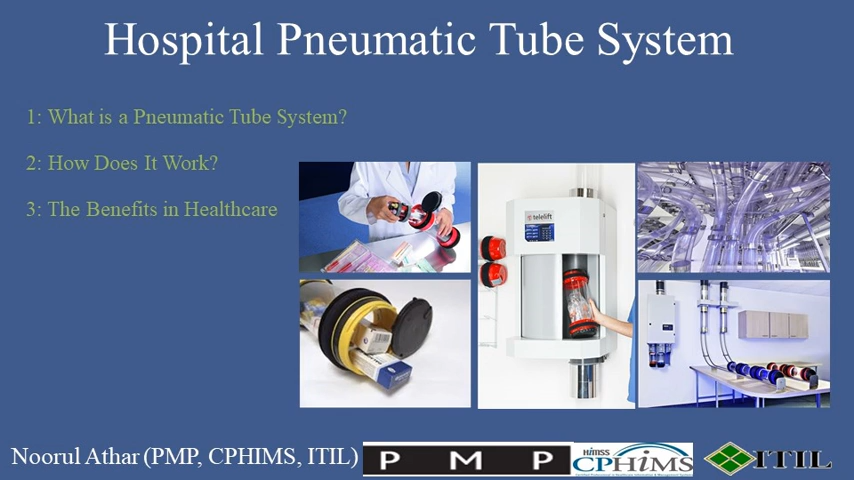 Hospital Pneumatic Tube System
1: What is a Pneumatic Tube System?
2: How Does It Work?
3: The Benefits in Healthcare
telelift
Noorul Athar (PMP, CPHIMS, ITIL)
P M P
HiMSS
CPHiMS
ITIL